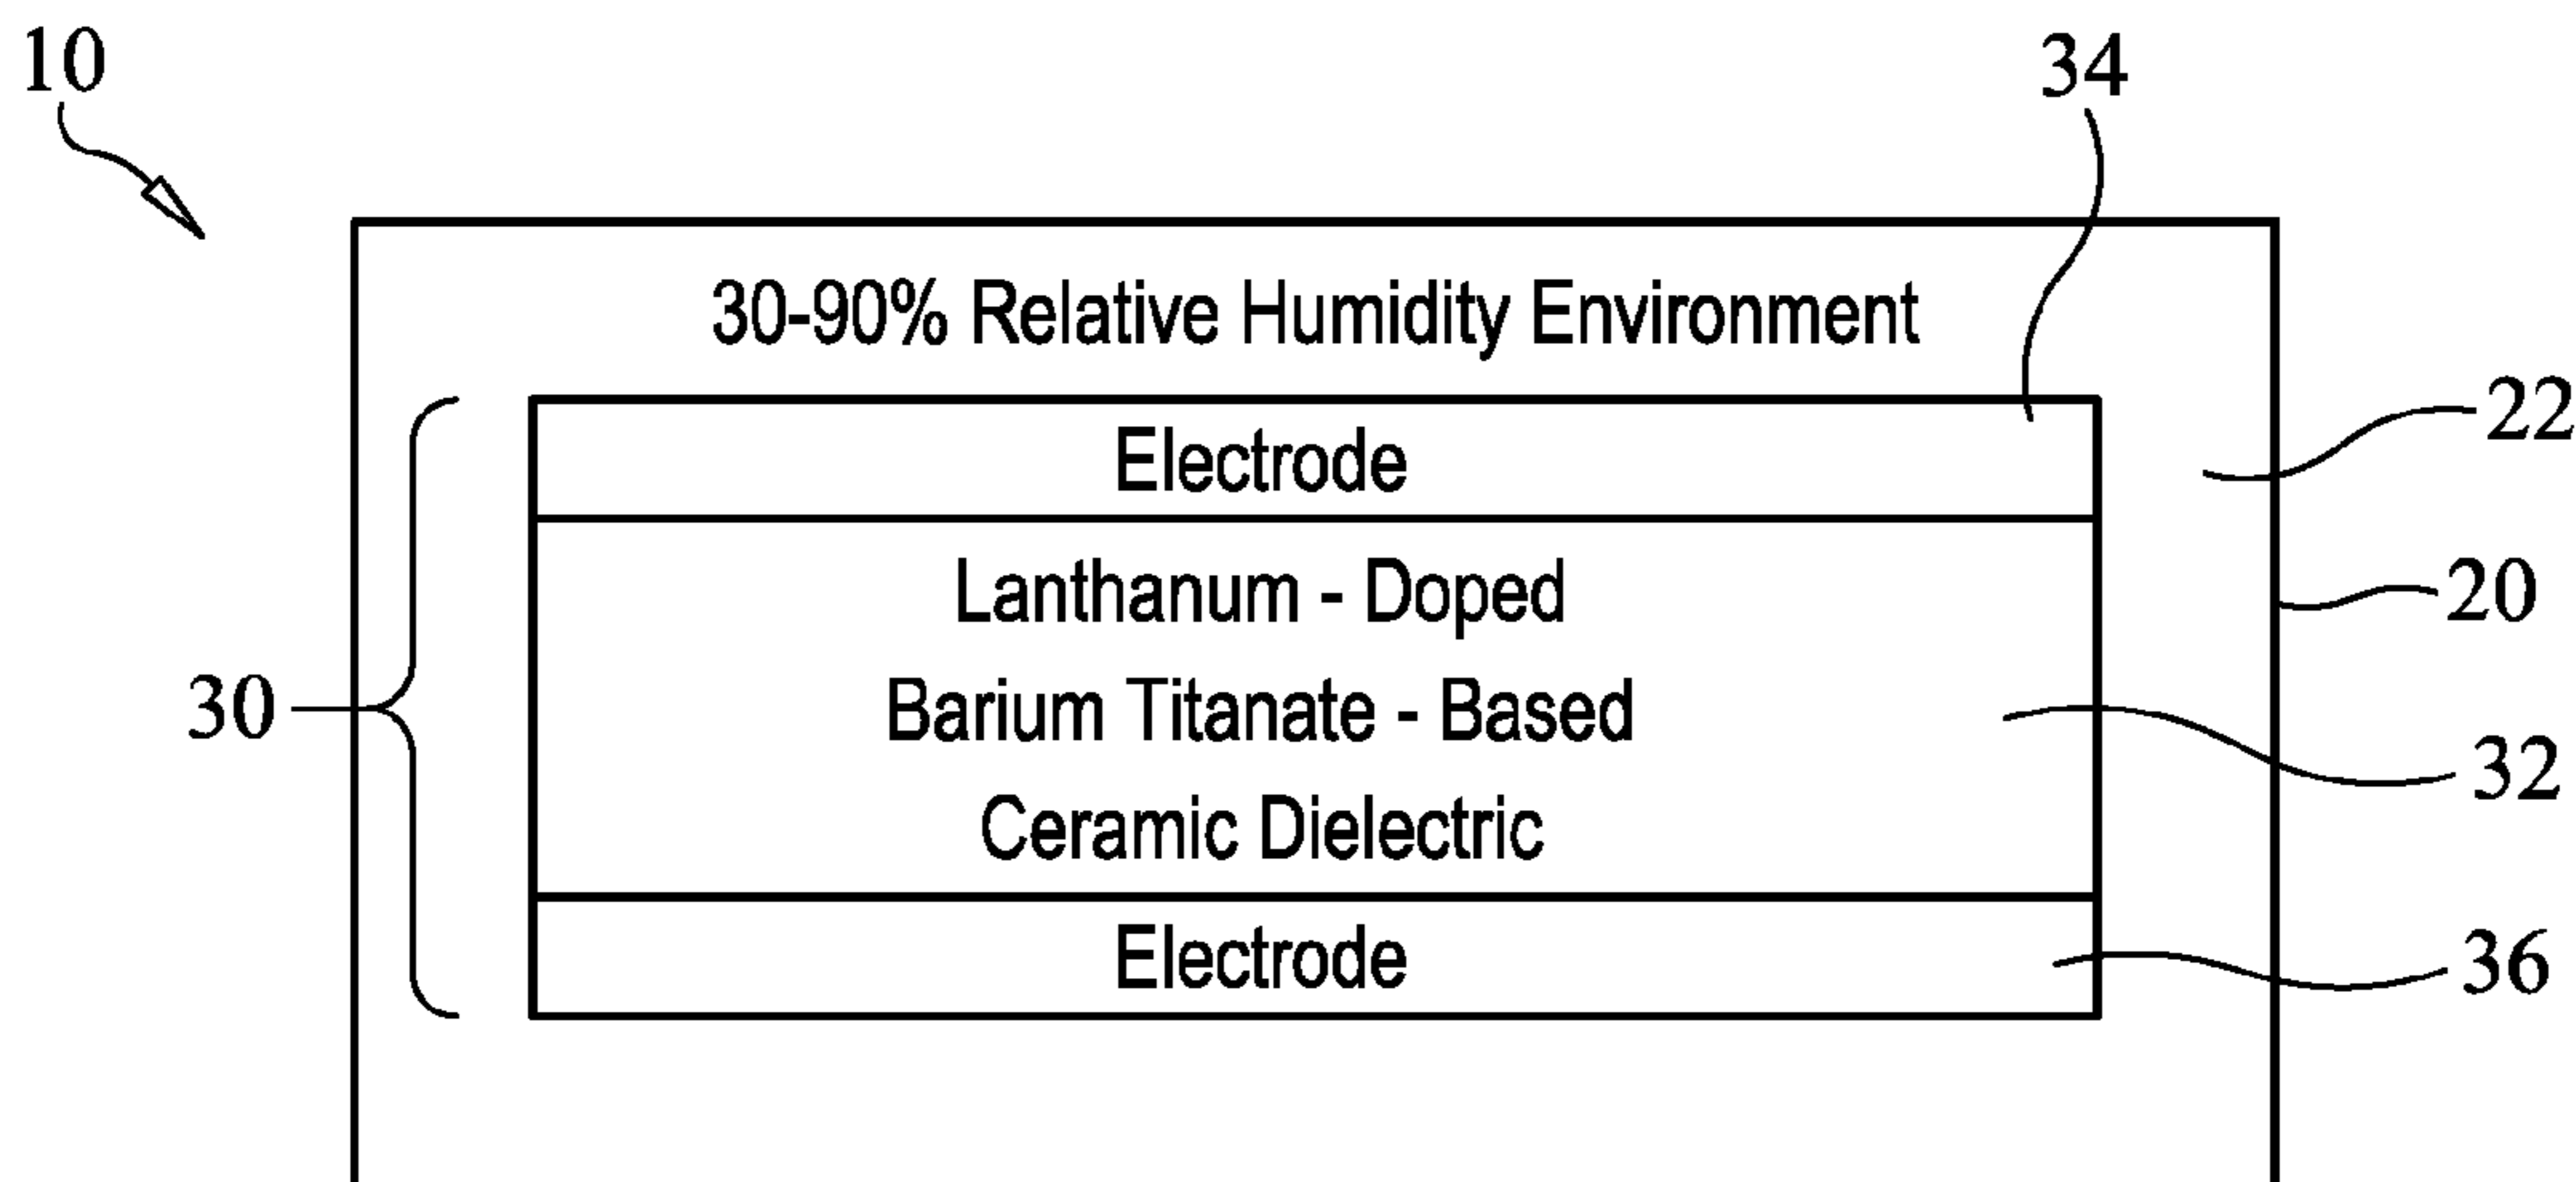 10
34
30-90% Relative Humidity Environment
22
Electrode
Lanthanum - Doped
20
Barium Titanate - Based
30
32
Ceramic Dielectric
Electrode
36